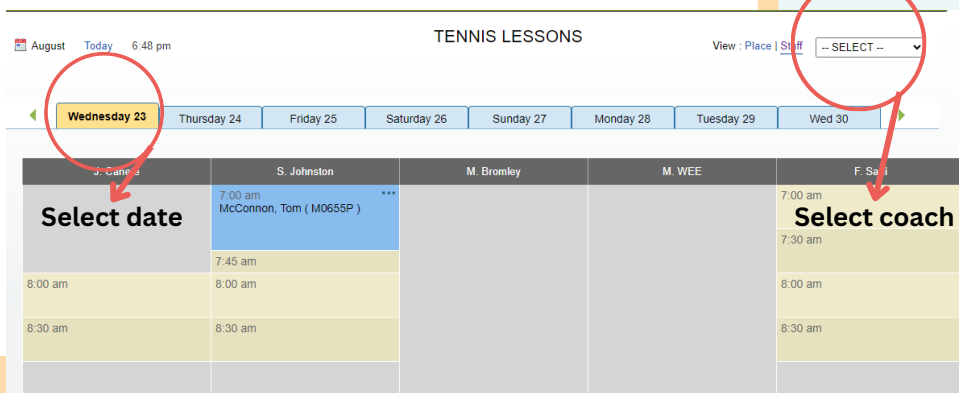 August Today 6:48 pm
TENNIS LESSONS
View : Place | Staff -- SELECT --
Wednesday 23 Thursday 24 Friday 25 Saturday 26 Sunday 27 Monday 28 Tuesday 29 Wed 30
J. S. Johnston M. Bromley M. WEE F.
7:00 am ••• 7:00 am
McConnon, Tom ( M0655P )
Select date Select coach
7:30 am
7:45 am
8:00 am 8:00 am 8:00 am
8:30 am 8:30 am 8:30 am